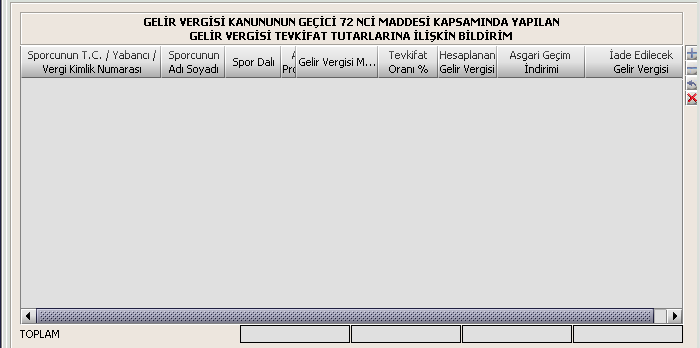 GELİR VERGİSİ KANUNUNUN GEÇİCİ 72 NCİ MADDESİ KAPSAMINDA YAPILAN
GELİR VERGİSİ TEVKİFAT TUTARLARINA İLİŞKİN BİLDİRİM
Sporcunun T.C. / Yabancı /
Vergi Kimlik Numarası
Sporcunun
Adı Soyadı
Spor Dalı
Gelir Vergisi M...
Tevkifat
Oranı %
Hesaplanan
Gelir Vergisi
Asgari Geçim
İndirimi
İade Edilecek
Gelir Vergisi
TOPLAM